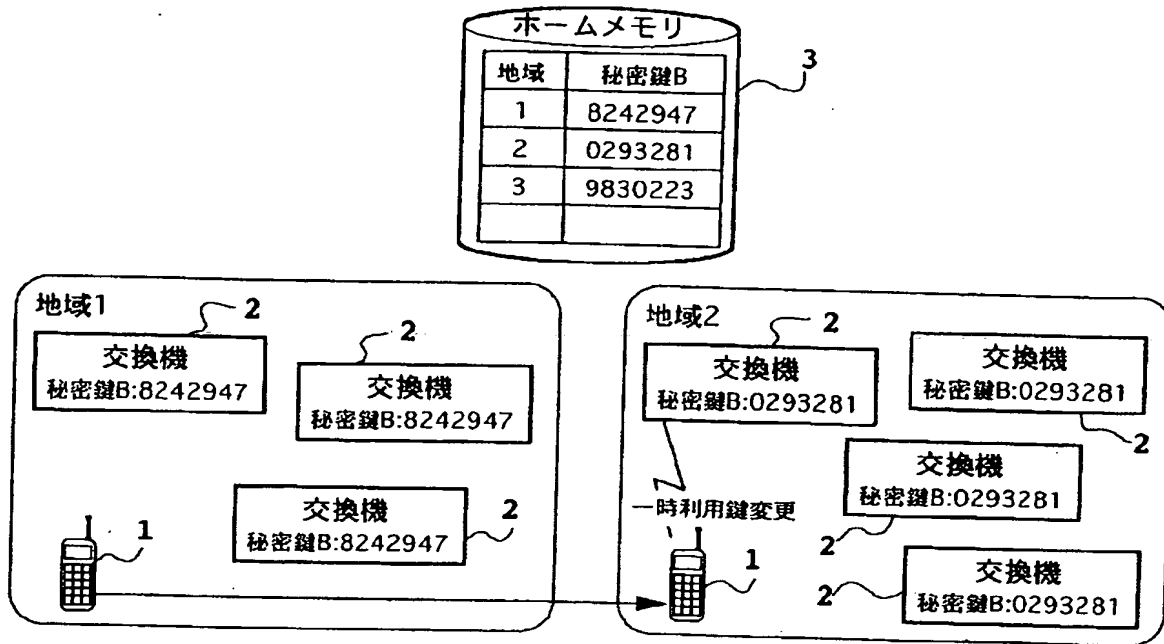 ホームメモリ
地域 秘密鍵B
1 8242947
2 0293281
3 9830223
3
地域1
2
交換機
秘密鍵B:8242947
2
交換機
秘密鍵B:8242947
交換機
秘密鍵B:8242947
2
1
地域2
2
交換機
秘密鍵B:0293281
交換機
秘密鍵B:0293281
2
交換機
秘密鍵B:0293281
2
一時利用鍵変更
1
交換機
秘密鍵B:0293281
2